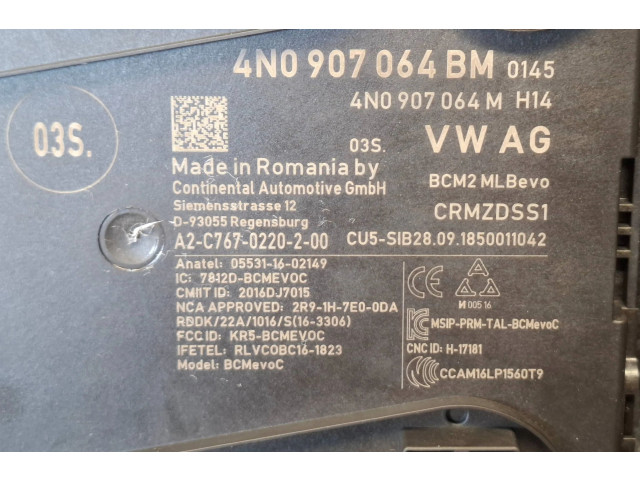 4N0 907 064 BM 0145
4N0 907 064 M H14
03S.
03S. VW AG
Made in Romania by
Continental Automotive GmbH
Siemensstrasse 12
D-93055 Regensburg
BCM2 MLBevo
CRMZDSS1
A2-C767-0220-2-00 CU5-SIB28.09.1850011042
Anatel: 05531-16-02149
IC: 7812D-BCMEVOC
CMIIT ID: 2016DJ7015
NCA APPROVED: 2R9-1H-7E0-0DA
RDDK/22A/1016/S(16-3306)
FCC ID: KR5-BCMEVOC
IFETEL: RLVCOBC16-1823
Model: BCMevoC
CE
И 005 16
MSIP-PRM-TAL-BCMevoC
CNC ID: H-17181
CCAM16LP1560T9